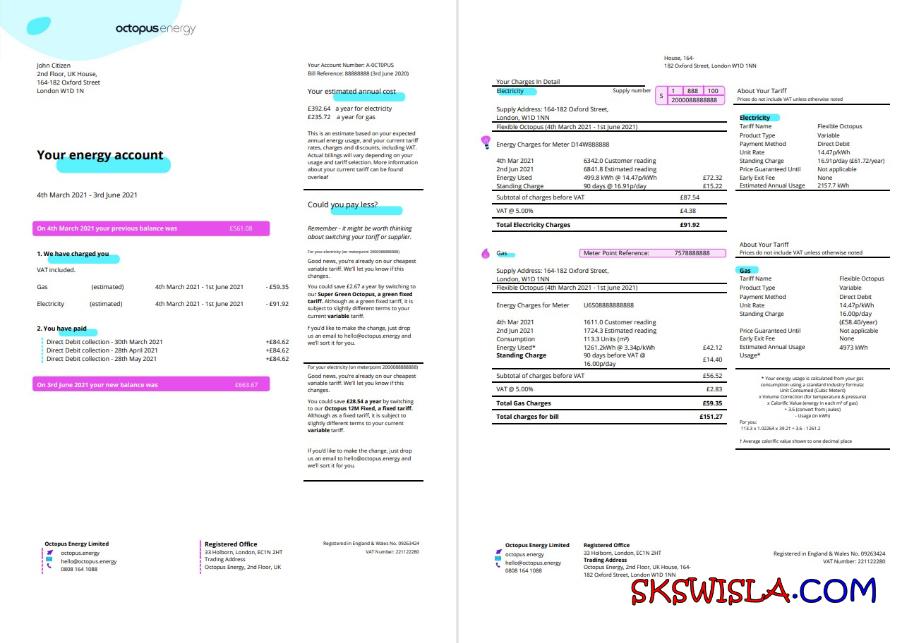 octopus energy
John Citizen
2nd Floor, UK House,
164-182 Oxford Street
London W1D 1N
Your Account Number: A-0CT0PUS
Bill Reference: 88888888 (3rd June 2020)
Your energy account
4th March 2021 - 3rd June 2021
On 4th March 2021 your previous balance was £561.08
1. We have charged you
VAT included.
Gas (estimated) 4th March 2021 - 1st June 2021 - £59.35
Electricity (estimated) 4th March 2021 - 1st June 2021 - £91.92
2. You have paid
Direct Debit collection - 30th March 2021 +£84.62
Direct Debit collection - 28th April 2021 +£84.62
Direct Debit collection - 28th May 2021 +£84.62
On 3rd June 2021 your new balance was £663.67
Your estimated annual cost
£392.64 a year for electricity
£235.72 a year for gas
This is an estimate based on your expected
annual energy usage, and your current tariff
rates, charges and discounts, including VAT.
Actual billings will vary depending on your
usage and tariff selection. More information
about your current tariff can be found
overleaf
Could you pay less?
Remember - it might be worth thinking
about switching your tariff or supplier.
For your electricity (on meterpoint 2000088888888)
Good news, you're already on our cheapest
variable tariff. We'll let you know if this
changes.
You could save £2.67 a year by switching to
our Super Green Octopus, a green fixed
tariff. Although as a green fixed tariff, it is
subject to slightly different terms to your
current variable tariff.
If you'd like to make the change, just drop
us an email to hello@octopus.energy and
we'll sort it for you.
For your electricity (on meterpoint 2000088888888)
Good news, you're already on our cheapest
variable tariff. We'll let you know if this
changes.
You could save £28.54 a year by switching
to our Octopus 12M Fixed, a fixed tariff.
Although as a fixed tariff, it is subject to
slightly different terms to your current
variable tariff.
If you'd like to make the change, just drop
us an email to hello@octopus.energy and
we'll sort it for you.
Octopus Energy Limited
octopus.energy
hello@octopus.energy
0808 164 1088
Registered Office
33 Holborn, London, EC1N 2HT
Trading Address
Octopus Energy, 2nd Floor, UK
Registered in England & Wales No. 09263424
VAT Number: 221122280
House, 164-
182 Oxford Street, London W1D 1NN
Your Charges In Detail
Electricity Supply number S 1 888 100
2000088888888
Supply Address: 164-182 Oxford Street,
London, W1D 1NN
Flexible Octopus (4th March 2021 - 1st June 2021)
Energy Charges for Meter D14W888888
4th Mar 2021 6342.0 Customer reading
2nd Jun 2021 6841.8 Estimated reading
Energy Used 499.8 kWh @ 14.47p/kWh £72.32
Standing Charge 90 days @ 16.91p/day £15.22
Subtotal of charges before VAT £87.54
VAT @ 5.00% £4.38
Total Electricity Charges £91.92
About Your Tariff
Prices do not include VAT unless otherwise noted
Electricity
Tariff Name Flexible Octopus
Product Type Variable
Payment Method Direct Debit
Unit Rate 14.47p/kWh
Standing Charge 16.91p/day (£61.72/year)
Price Guaranteed Until Not applicable
Early Exit Fee None
Estimated Annual Usage 2157.7 kWh
Gas Meter Point Reference: 7578888888
Supply Address: 164-182 Oxford Street,
London, W1D 1NN
Flexible Octopus (4th March 2021 - 1st June 2021)
Energy Charges for Meter U6508888888888
4th Mar 2021 1611.0 Customer reading
2nd Jun 2021 1724.3 Estimated reading
Consumption 113.3 Units (m³)
Energy Used* 1261.2kWh @ 3.34p/kWh £42.12
Standing Charge 90 days before VAT @
16.00p/day £14.40
Subtotal of charges before VAT £56.52
VAT @ 5.00% £2.83
Total Gas Charges £59.35
Total charges for bill £151.27
About Your Tariff
Prices do not include VAT unless otherwise noted
Gas
Tariff Name Flexible Octopus
Product Type Variable
Payment Method Direct Debit
Unit Rate 14.47p/kWh
Standing Charge 16.00p/day
(£58.40/year)
Price Guaranteed Until Not applicable
Early Exit Fee None
Estimated Annual 4973 kWh
Usage*
* Your energy usage is calculated from your gas
consumption using a standard industry formula:
Unit Consumed (Cubic Meters)
x Volume Correction (for temperature & pressure)
x Calorific Value (energy in each m³ of gas)
÷ 3.6 (convert from joules)
- Usage (in kWh)
For you:
113.3 x 1.02264 x 39.21 ÷ 3.6 - 1261.2
† Average calorific value shown to one decimal place
Octopus Energy Limited
octopus.energy
hello@octopus.energy
0808 164 1088
Registered Office
33 Holborn, London, EC1N 2HT
Trading Address
Octopus Energy, 2nd Floor, UK House, 164-
182 Oxford Street, London W1D 1NN
Registered in England & Wales No. 09263424
VAT Number: 221122280
SKSWISLA.COM